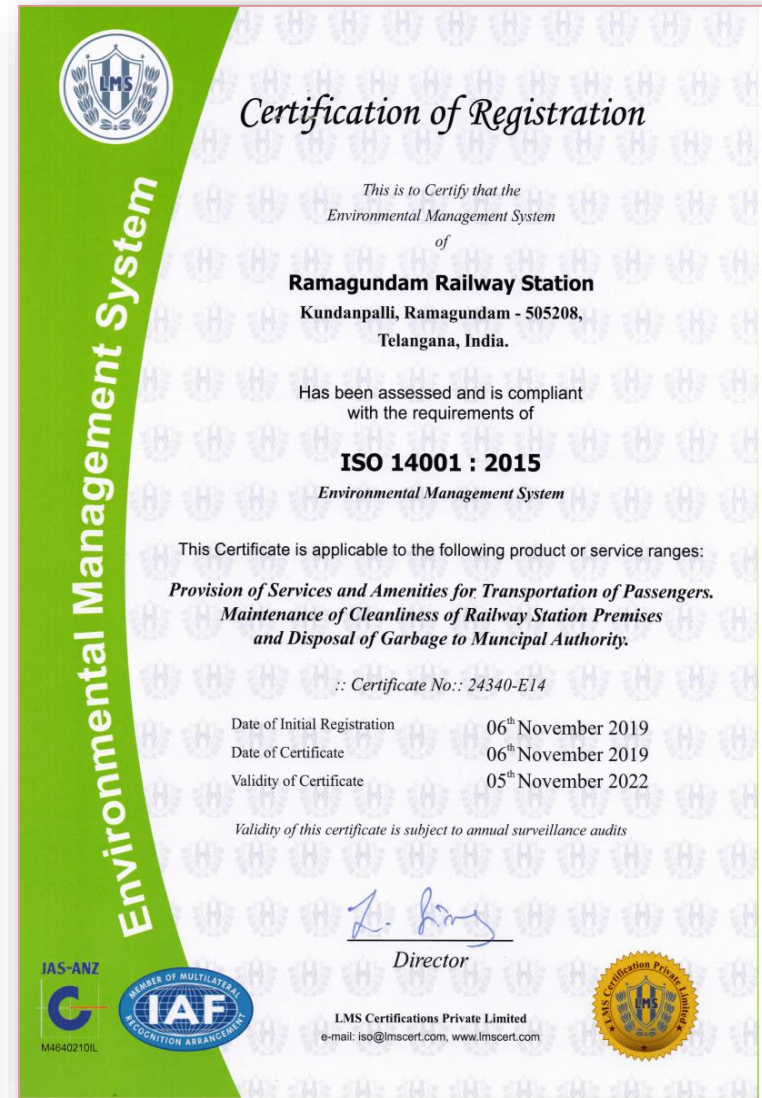 LMS
Certification of Registration
This is to Certify that the
Environmental Management System
of
Ramagundam Railway Station
Kundanpalli, Ramagundam - 505208,
Telangana, India.
Has been assessed and is compliant
with the requirements of
ISO 14001 : 2015
Environmental Management System
This Certificate is applicable to the following product or service ranges:
Provision of Services and Amenities for Transportation of Passengers.
Maintenance of Cleanliness of Railway Station Premises
and Disposal of Garbage to Muncipal Authority.
:: Certificate No:: 24340-E14
Date of Initial Registration 06th November 2019
Date of Certificate 06th November 2019
Validity of Certificate 05th November 2022
Validity of this certificate is subject to annual surveillance audits
Director
LMS Certifications Private Limited
e-mail: iso@lmscert.com, www.lmscert.com
Environmental Management System
JAS-ANZ
C
M4640210IL
MEMBER OF MULTILATERAL
IAF
RECOGNITION ARRANGEMENT
LMS Certification Private Limited
LMS